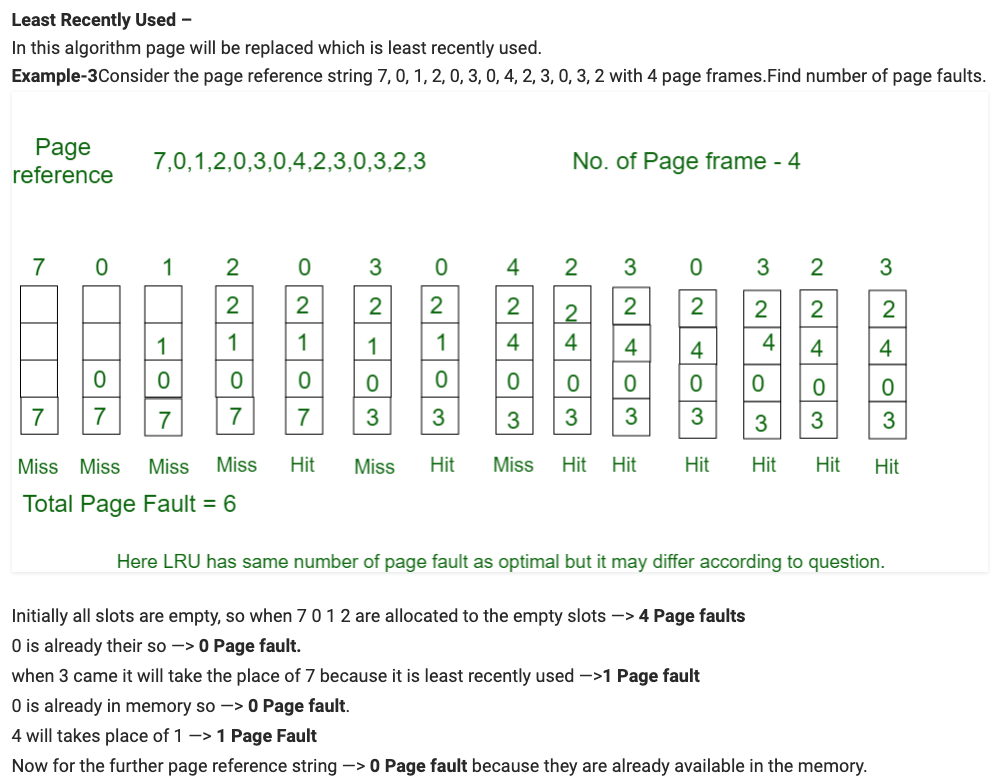 Least Recently Used –
In this algorithm page will be replaced which is least recently used.
Example-3Consider the page reference string 7, 0, 1, 2, 0, 3, 0, 4, 2, 3, 0, 3, 2 with 4 page frames.Find number of page faults.
Page
reference
7,0,1,2,0,3,0,4,2,3,0,3,2,3
No. of Page frame - 4
7 0 1 2 0 3 0 4 2 3 0 3 2 3
2 2 2 2 2 2 2 2 2 2 2
1 1 1 1 1 4 4 4 4 4 4 4
0 0 0 0 0 0 0 0 0 0 0 0 0
7 7 7 7 7 3 3 3 3 3 3 3 3 3
Miss Miss Miss Miss Hit Miss Hit Miss Hit Hit Hit Hit Hit Hit
Total Page Fault = 6
Here LRU has same number of page fault as optimal but it may differ according to question.
Initially all slots are empty, so when 7 0 1 2 are allocated to the empty slots —> 4 Page faults
0 is already their so —> 0 Page fault.
when 3 came it will take the place of 7 because it is least recently used —>1 Page fault
0 is already in memory so —> 0 Page fault.
4 will takes place of 1 —> 1 Page Fault
Now for the further page reference string —> 0 Page fault because they are already available in the memory.